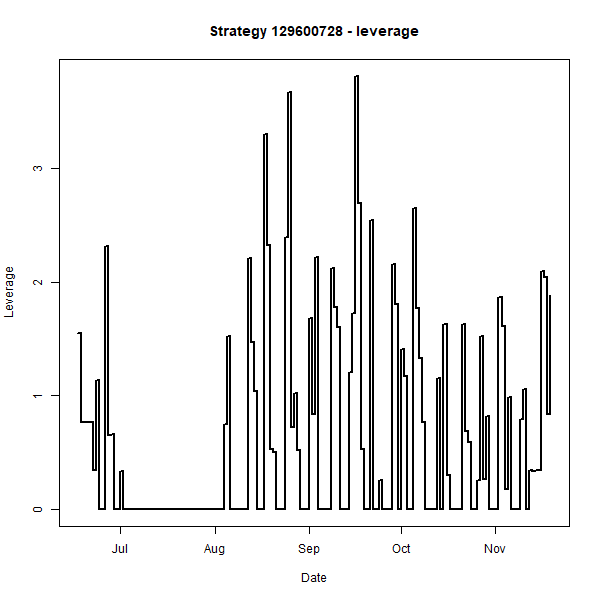 Strategy 129600728 - leverage
Leverage
3
2
1
0
Jul Aug Sep Oct Nov
Date